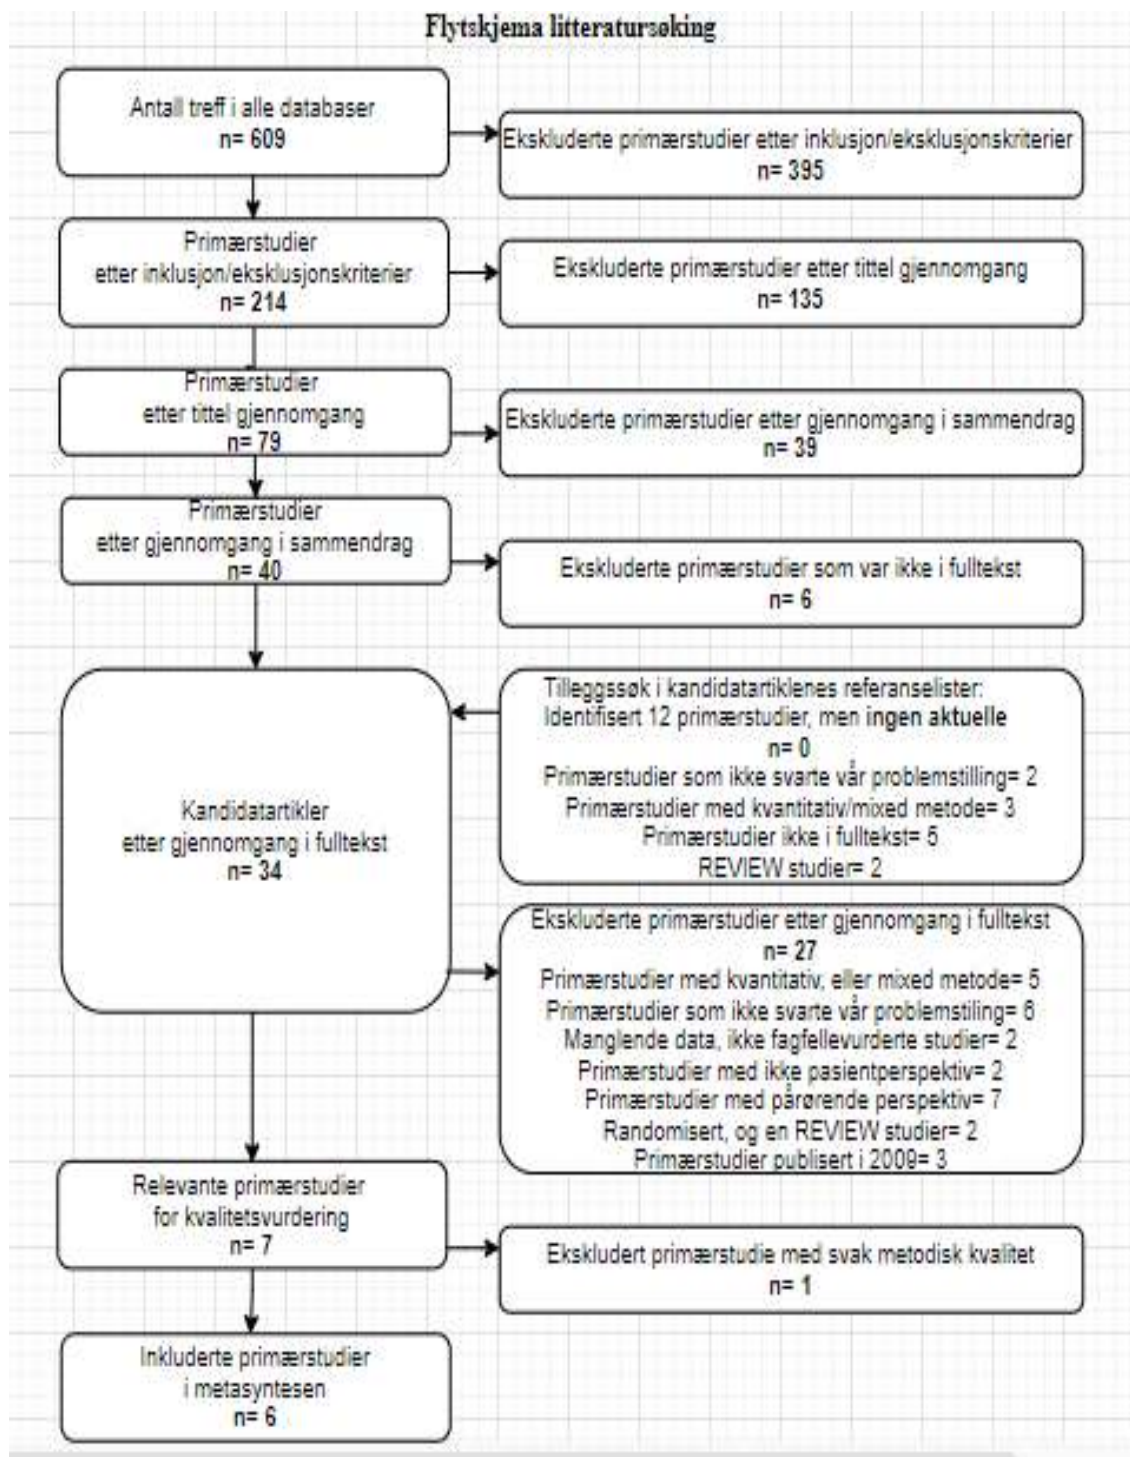 Flytskjema litteratursøking
Antall treff i alle databaser
n= 609
Ekskluderte primærstudier etter inklusjon/eksklusjonskriterier
n= 395
Primærstudier
etter inklusjon/eksklusjonskriterier
n= 214
Ekskluderte primærstudier etter tittel gjennomgang
n= 135
Primærstudier
etter tittel gjennomgang
n= 79
Ekskluderte primærstudier etter gjennomgang i sammendrag
n= 39
Primærstudier
etter gjennomgang i sammendrag
n= 40
Ekskluderte primærstudier som var ikke i fulltekst
n= 6
Kandidatartikler
etter gjennomgang i fulltekst
n= 34
Tilleggssøk i kandidatartiklenes referanselister:
Identifisert 12 primærstudier, men ingen aktuelle
n= 0
Primærstudier som ikke svarte vår problemstilling= 2
Primærstudier med kvantitativ/mixed metode= 3
Primærstudier ikke i fulltekst= 5
REVIEW studier= 2
Ekskluderte primærstudier etter gjennomgang i fulltekst
n= 27
Primærstudier med kvantitativ, eller mixed metode= 5
Primærstudier som ikke svarte vår problemstiling= 6
Manglende data, ikke fagfellevurderte studier= 2
Primærstudier med ikke pasientperspektiv= 2
Primærstudier med pårørende perspektiv= 7
Randomisert, og en REVIEW studier= 2
Primærstudier publisert i 2009= 3
Relevante primærstudier
for kvalitetsvurdering
n= 7
Ekskludert primærstudie med svak metodisk kvalitet
n= 1
Inkluderte primærstudier
i metasyntesen
n= 6